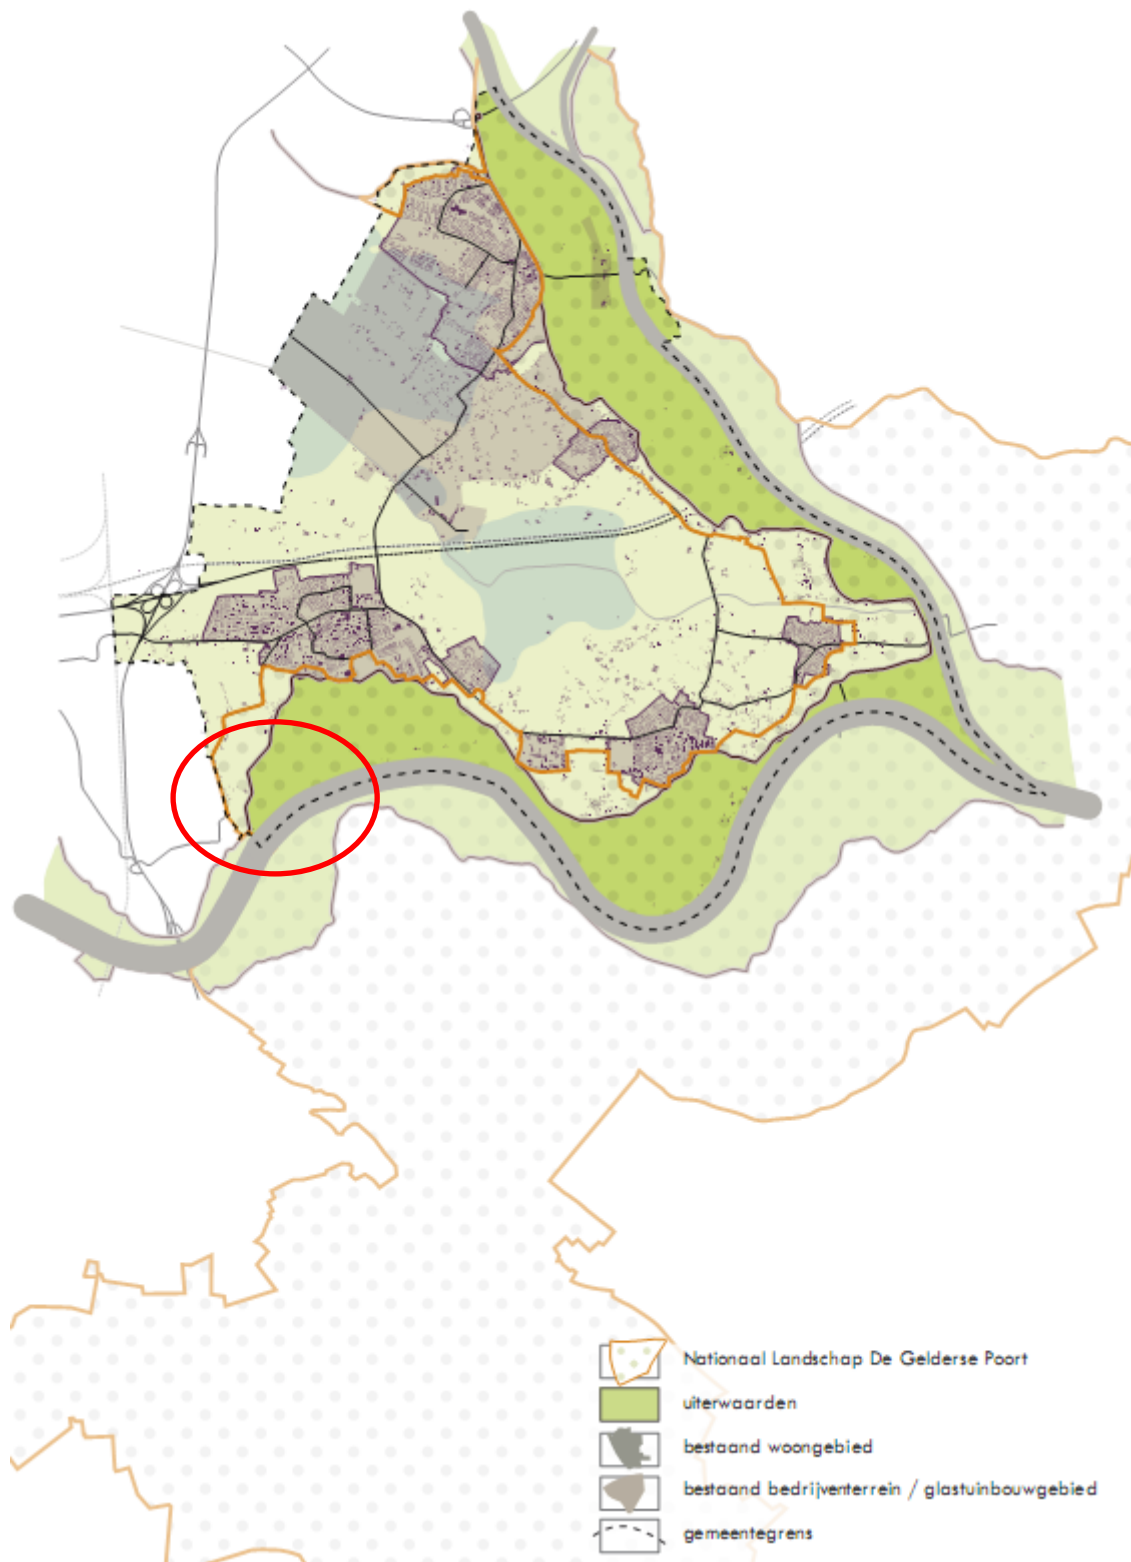 Nationaal Landschap De Gelderse Poort
uiterwaarden
bestaand woongebied
bestaand bedrijventerrein / glastuinbouwgebied
gemeentegrens